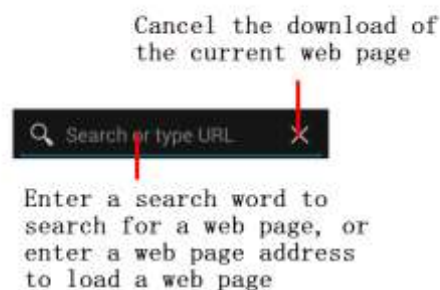 Cancel the download of
the current web page
Search or type URL
Enter a search word to
search for a web page, or
enter a web page address
to load a web page